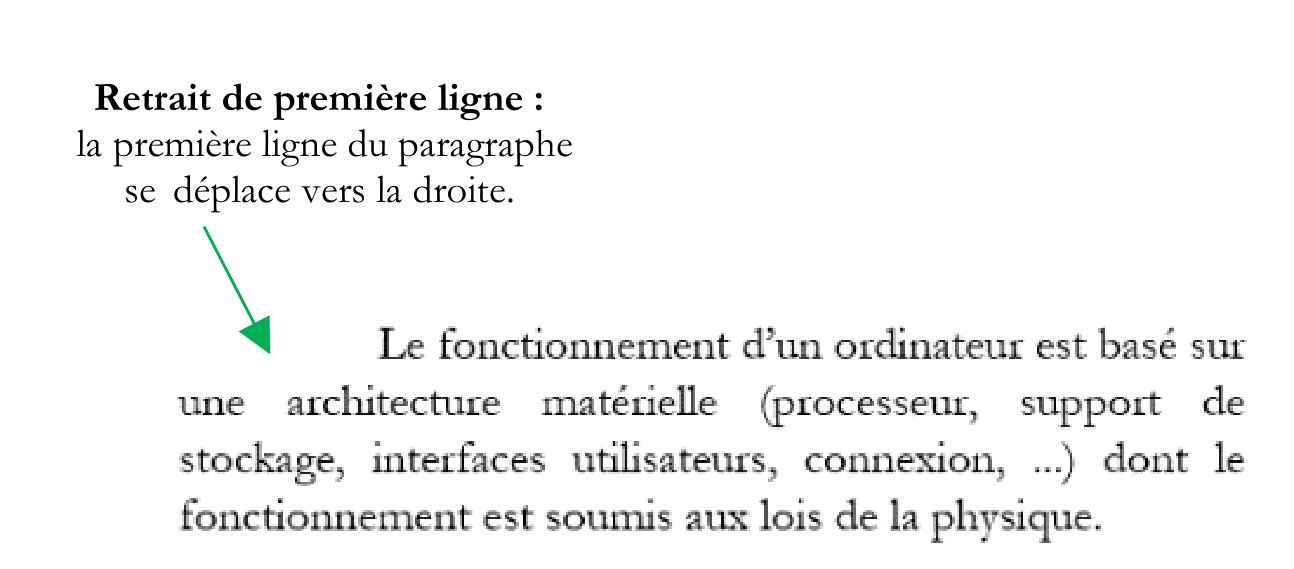 Retrait de première ligne :
la première ligne du paragraphe
se déplace vers la droite.
Le fonctionnement d’un ordinateur est basé sur
une architecture matérielle (processeur, support de
stockage, interfaces utilisateurs, connexion, ...) dont le
fonctionnement est soumis aux lois de la physique.